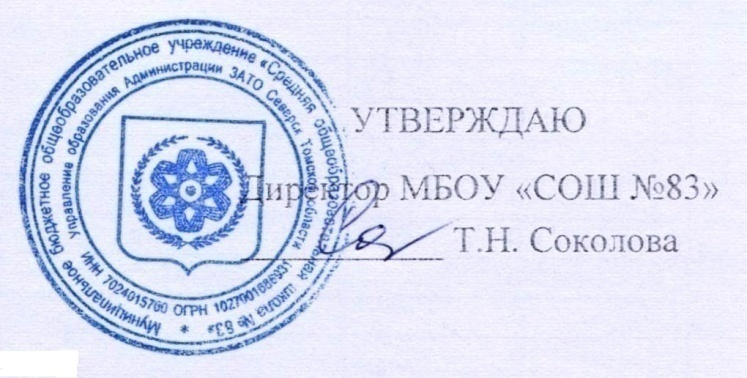 УТВЕРЖДАЮ
Директор МБОУ «СОШ №83»
Т.Н. Соколова
Муниципальное бюджетное общеобразовательное учреждение «Средняя общеобразовательная школа № 83» *
Управление образования Администрации ЗАТО Северск Томской области
ИНН 7024015760 ОГРН 1027001686931